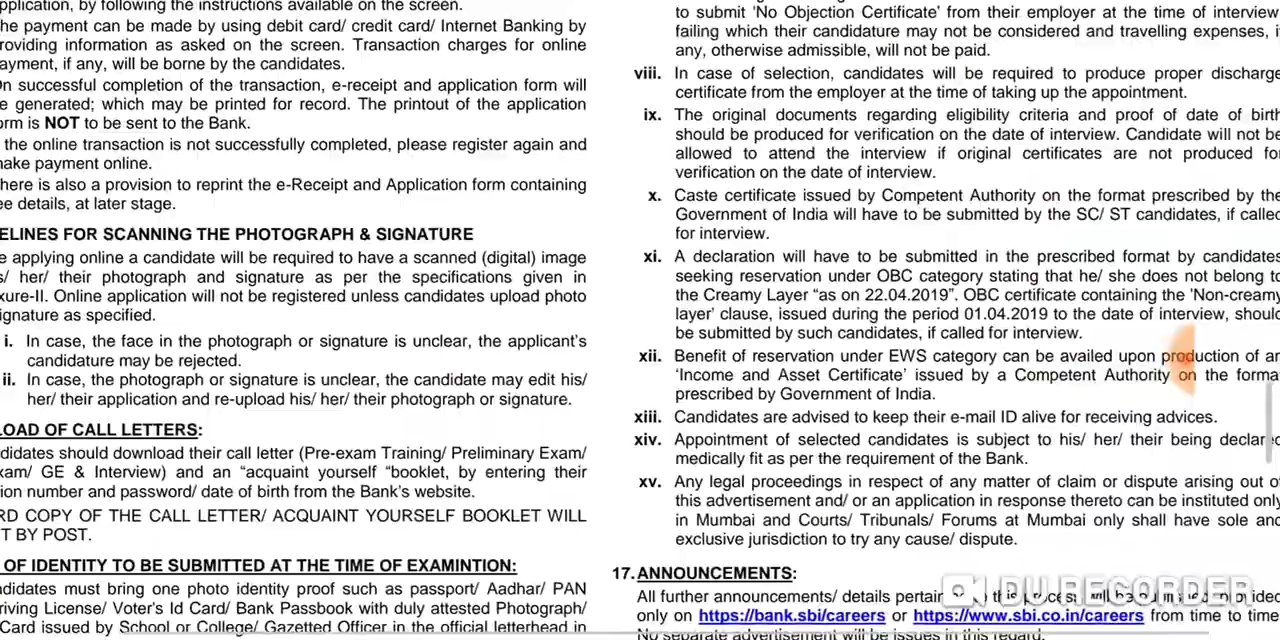 pplication, by following the instructions available on the screen.
he payment can be made by using debit card/ credit card/ Internet Banking by
roviding information as asked on the screen. Transaction charges for online
ayment, if any, will be borne by the candidates.
n successful completion of the transaction, e-receipt and application form will
e generated; which may be printed for record. The printout of the application
orm is NOT to be sent to the Bank.
the online transaction is not successfully completed, please register again and
ake payment online.
here is also a provision to reprint the e-Receipt and Application form containing
ee details, at later stage.
ELINES FOR SCANNING THE PHOTOGRAPH & SIGNATURE
e applying online a candidate will be required to have a scanned (digital) image
s/ her/ their photograph and signature as per the specifications given in
xure-II. Online application will not be registered unless candidates upload photo
ignature as specified.
i. In case, the face in the photograph or signature is unclear, the applicant's
candidature may be rejected.
ii. In case, the photograph or signature is unclear, the candidate may edit his/
her/ their application and re-upload his/ her/ their photograph or signature.
LOAD OF CALL LETTERS:
didates should download their call letter (Pre-exam Training/ Preliminary Exam/
xam/ GE & Interview) and an “acquaint yourself “booklet, by entering their
ion number and password/ date of birth from the Bank's website.
RD COPY OF THE CALL LETTER/ ACQUAINT YOURSELF BOOKLET WILL
T BY POST.
OF IDENTITY TO BE SUBMITTED AT THE TIME OF EXAMINTION:
didates must bring one photo identity proof such as passport/ Aadhar/ PAN
riving License/ Voter's Id Card/ Bank Passbook with duly attested Photograph/
Card issued by School or College/ Gazetted Officer in the official letterhead in
to submit 'No Objection Certificate' from their employer at the time of interview
failing which their candidature may not be considered and travelling expenses, i
any, otherwise admissible, will not be paid.
viii. In case of selection, candidates will be required to produce proper discharge
certificate from the employer at the time of taking up the appointment.
ix. The original documents regarding eligibility criteria and proof of date of birth
should be produced for verification on the date of interview. Candidate will not be
allowed to attend the interview if original certificates are not produced for
verification on the date of interview.
x. Caste certificate issued by Competent Authority on the format prescribed by the
Government of India will have to be submitted by the SC/ ST candidates, if called
for interview.
xi. A declaration will have to be submitted in the prescribed format by candidates
seeking reservation under OBC category stating that he/ she does not belong to
the Creamy Layer “as on 22.04.2019”. OBC certificate containing the 'Non-creamy
layer' clause, issued during the period 01.04.2019 to the date of interview, should
be submitted by such candidates, if called for interview.
xii. Benefit of reservation under EWS category can be availed upon production of an
‘Income and Asset Certificate’ issued by a Competent Authority on the format
prescribed by Government of India.
xiii. Candidates are advised to keep their e-mail ID alive for receiving advices.
xiv. Appointment of selected candidates is subject to his/ her/ their being declared
medically fit as per the requirement of the Bank.
xv. Any legal proceedings in respect of any matter of claim or dispute arising out of
this advertisement and/ or an application in response thereto can be instituted only
in Mumbai and Courts/ Tribunals/ Forums at Mumbai only shall have sole and
exclusive jurisdiction to try any cause/ dispute.
17. ANNOUNCEMENTS:
All further announcements/ details this process will be provided
only on https://bank.sbi/careers or https://www.sbi.co.in/careers from time to time
No separate advertisement will be issues in this regard.
DU RECORDER